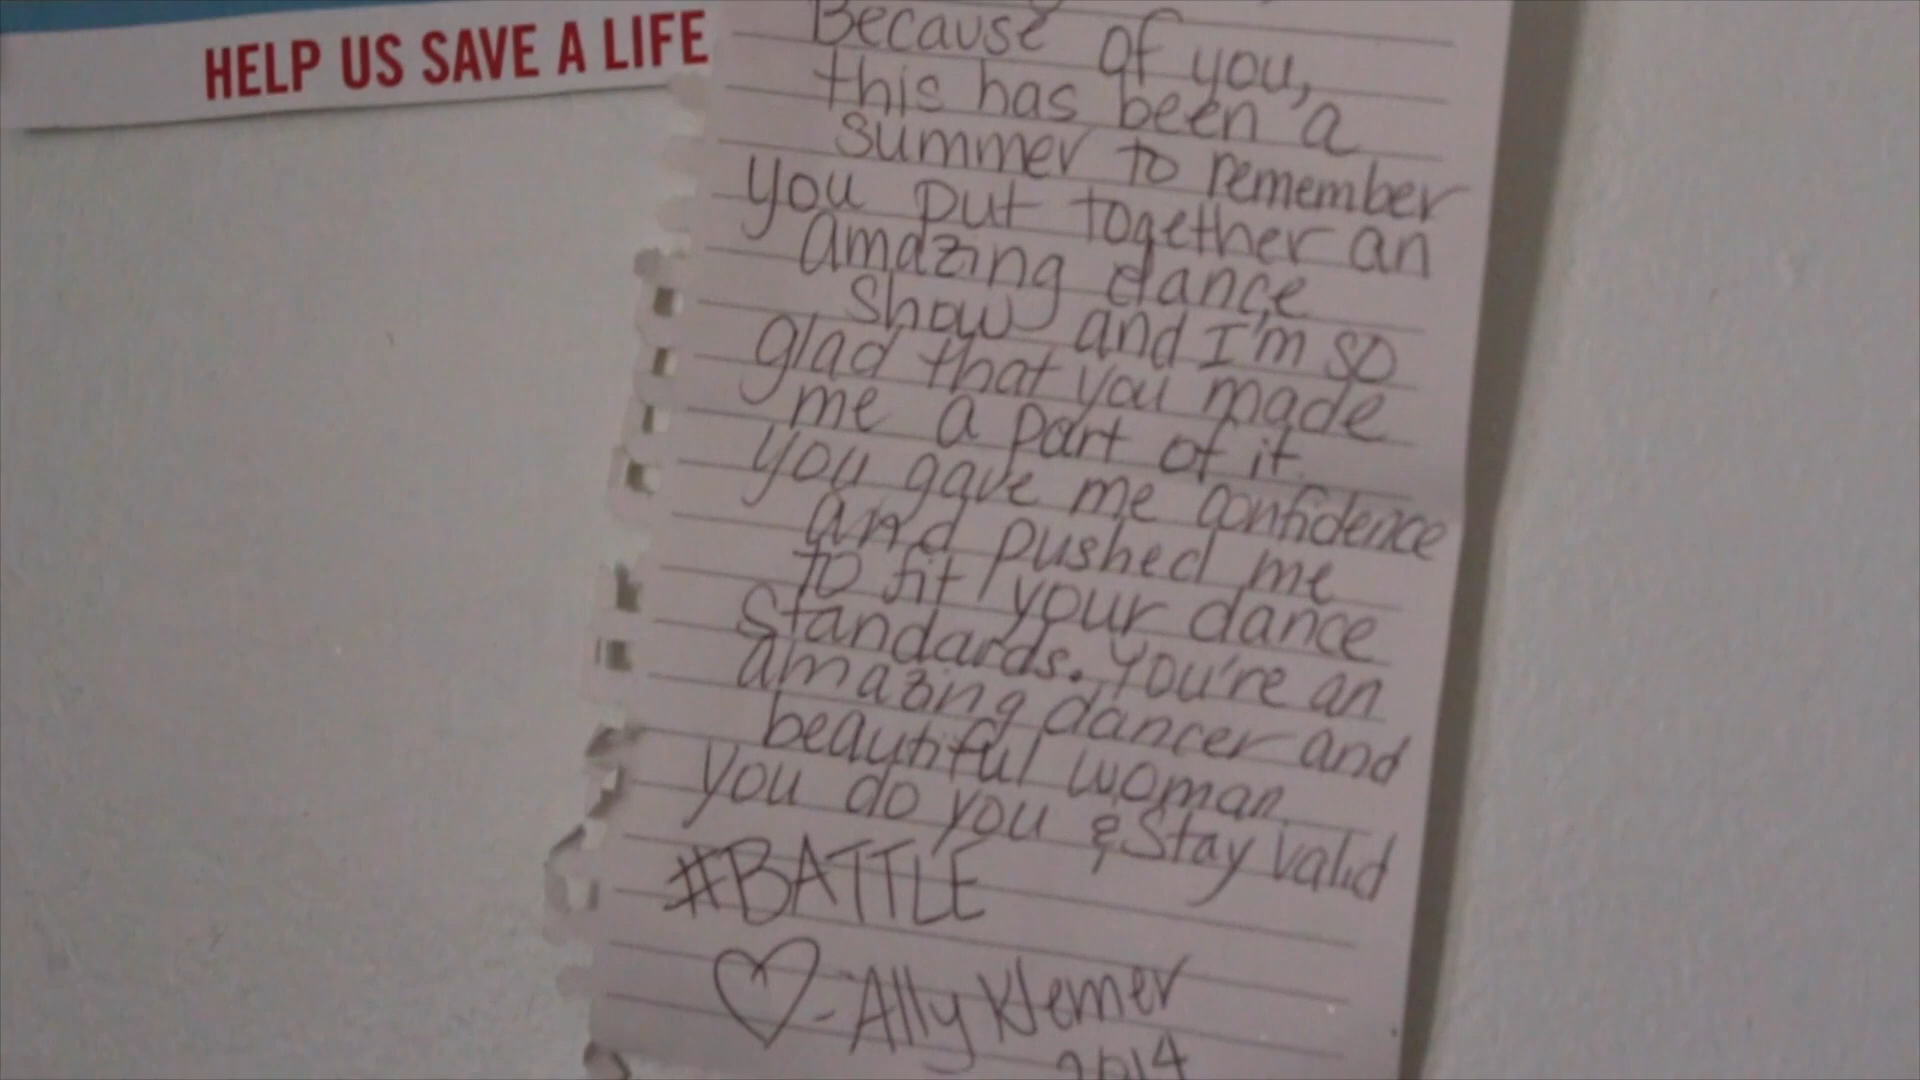 HELP US SAVE A LIFE
Because of you,
this has been a
summer to remember
you put together an
amazing dance
show and I'm so
glad that you made
me a part of it.
you gave me confidence
and pushed me
to fit your dance
standards. You're an
amazing dancer and
beautiful woman.
you do you & stay valid
#BATTLE
♡-Ally Klemer
2014